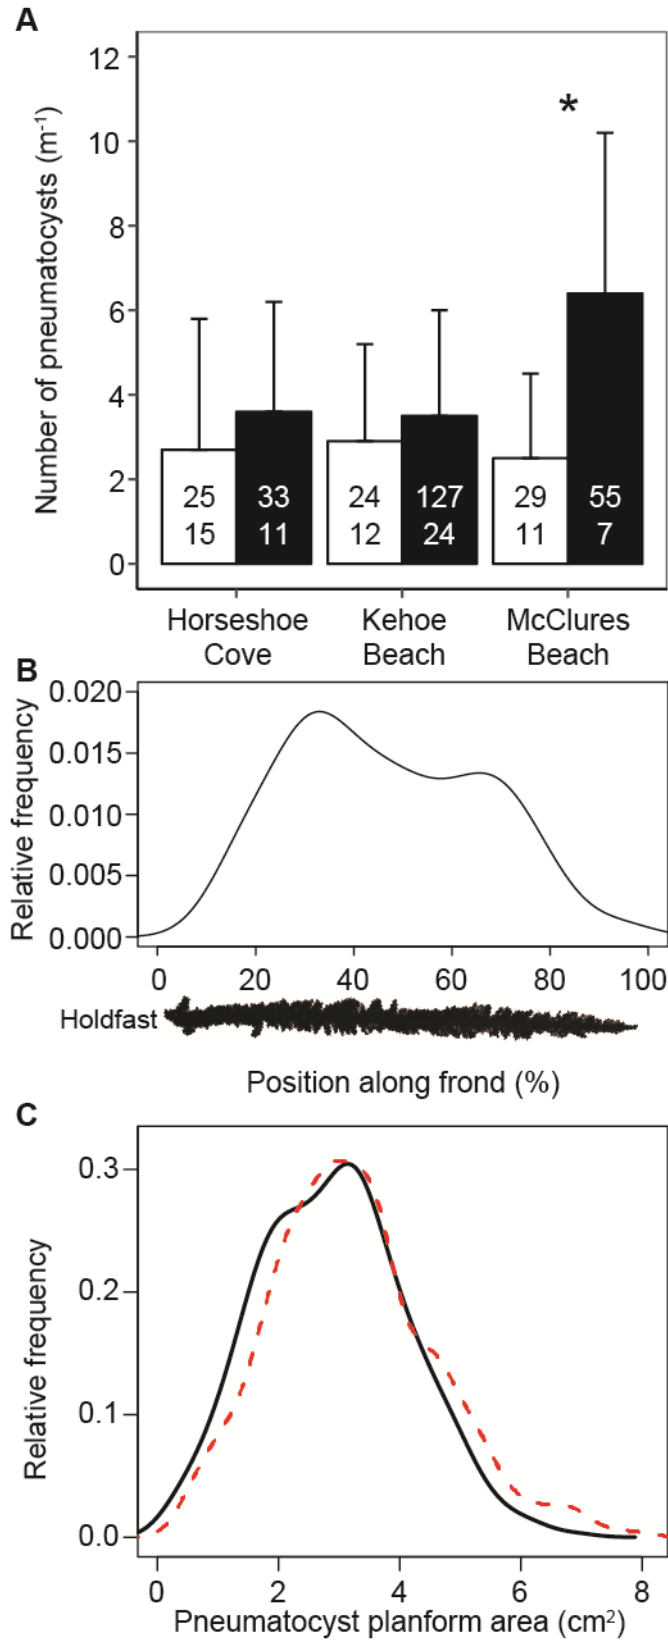 A
Number of pneumatocysts (m⁻¹)
12
10
8
6
4
2
0
*
25 33 24 127 29 55
15 11 12 24 11 7
Horseshoe Kehoe McClures
Cove Beach Beach
B
Relative frequency
0.020
0.015
0.010
0.005
0.000
0 20 40 60 80 100
Holdfast
Position along frond (%)
C
Relative frequency
0.3
0.2
0.1
0.0
0 2 4 6 8
Pneumatocyst planform area (cm²)